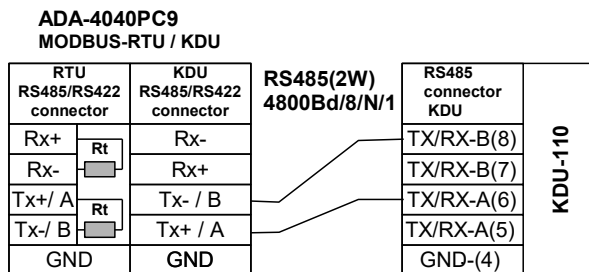 ADA-4040PC9
MODBUS-RTU / KDU
RTU
RS485/RS422
connector
KDU
RS485/RS422
connector
RS485(2W)
4800Bd/8/N/1
RS485
connector
KDU
Rx+
Rt
Rx-
TX/RX-B(8)
Rx-
Rx+
TX/RX-B(7)
Tx+/ A
Rt
Tx- / B
TX/RX-A(6)
Tx-/ B
Tx+ / A
TX/RX-A(5)
GND
GND
GND-(4)
KDU-110